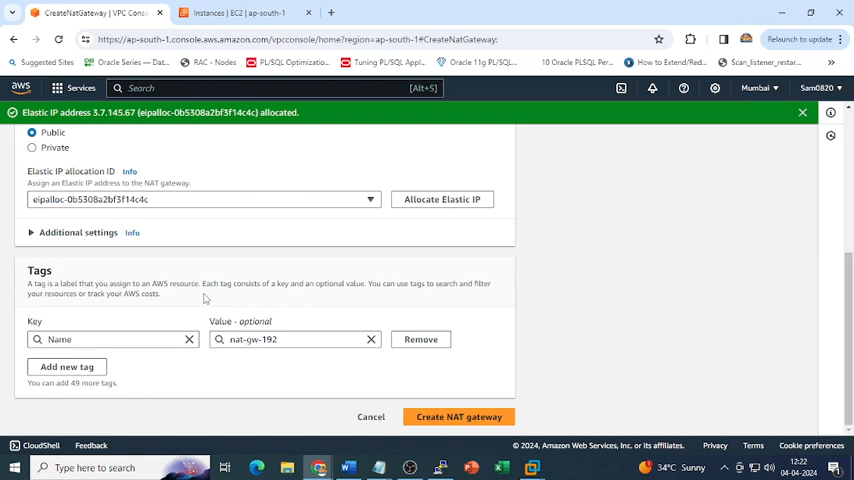 CreateNatGateway | VPC Conso
Instances | EC2 | ap-south-1
ap-south-1.console.aws.amazon.com/vpcconsole/home?region=ap-south-1#CreateNatGateway:
Relaunch to update
Suggested Sites
Oracle Series — Dat...
RAC - Nodes
PL/SQL Optimizatio...
Tuning PL/SQL Appl...
Oracle 11g PL/SQL...
10 Oracle PLSQL Per...
How to Extend/Red...
Scan_listener_restar...
aws
Services
Search
[Alt+S]
Mumbai
Sam0820
Elastic IP address 3.7.145.67 (eipalloc-0b5308a2bf3f14c4c) allocated.
Public
Private
Elastic IP allocation ID Info
Assign an Elastic IP address to the NAT gateway.
eipalloc-0b5308a2bf3f14c4c
Allocate Elastic IP
Additional settings Info
Tags
A tag is a label that you assign to an AWS resource. Each tag consists of a key and an optional value. You can use tags to search and filter
your resources or track your AWS costs.
Key
Value - optional
Name
nat-gw-192
Remove
Add new tag
You can add 49 more tags.
Cancel
Create NAT gateway
CloudShell
Feedback
© 2024, Amazon Web Services, Inc. or its affiliates.
Privacy
Terms
Cookie preferences
Type here to search
34°C Sunny
12:22
04-04-2024